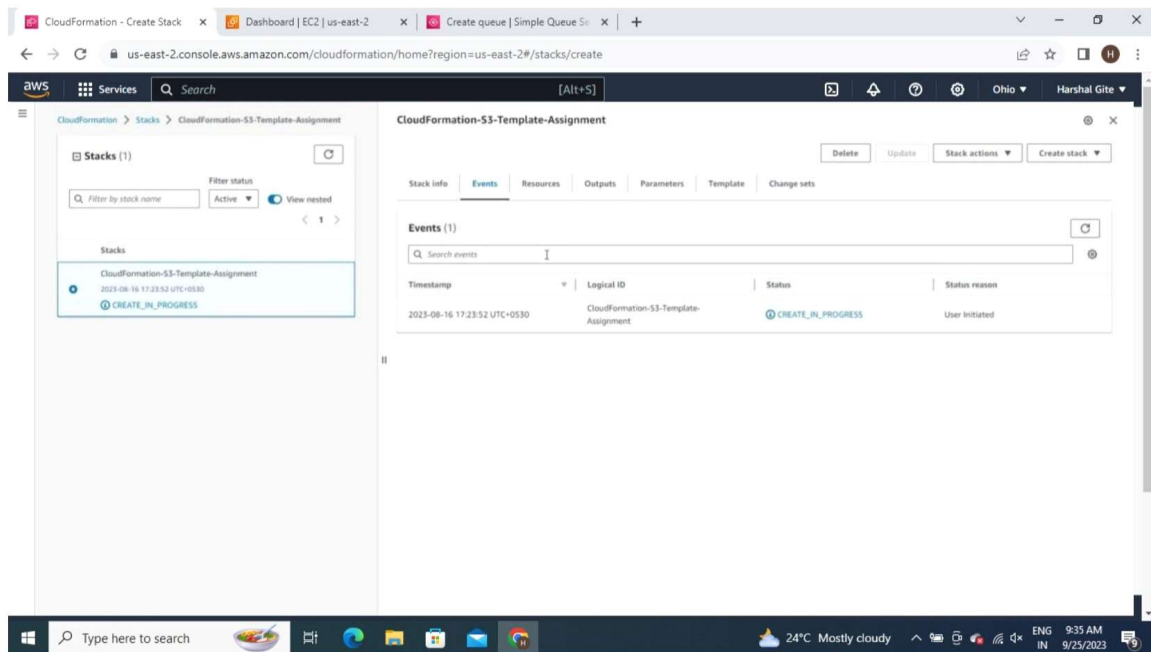 CloudFormation - Create Stack
Dashboard | EC2 | us-east-2
Create queue | Simple Queue Se
us-east-2.console.aws.amazon.com/cloudformation/home?region=us-east-2#/stacks/create
H
aws
Services
Search
[Alt+S]
Ohio
Harshal Gite
CloudFormation > Stacks > CloudFormation-S3-Template-Assignment
Stacks (1)
Filter status
Filter by stock name
Active
View nested
1
Stacks
CloudFormation-S3-Template-Assignment
2023-08-16 17:23:52 UTC+0530
CREATE_IN_PROGRESS
CloudFormation-S3-Template-Assignment
Delete
Update
Stack actions
Create stack
Stack info
Events
Resources
Outputs
Parameters
Template
Change sets
Events (1)
Search events
Timestamp
Logical ID
Status
Status reason
2023-08-16 17:23:52 UTC+0530
CloudFormation-S3-Template-
Assignment
CREATE_IN_PROGRESS
User Initiated
Type here to search
24°C Mostly cloudy
ENG
IN
9:35 AM
9/25/2023
9